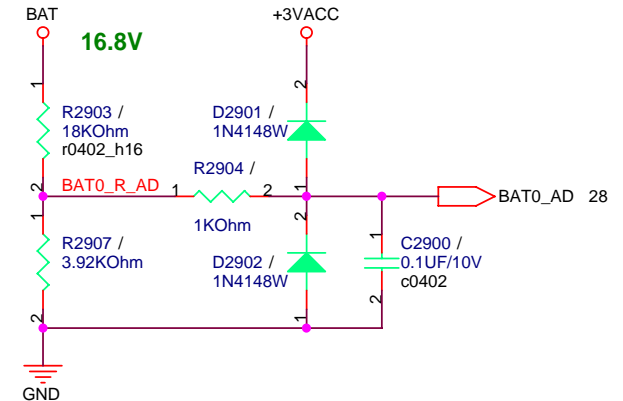 BAT
+3VACC
16.8V
1
2
R2903 /
18KOhm
r0402_h16
D2901 /
1N4148W
R2904 /
2
BAT0_R_AD
1
2
1
BAT0_AD 28
1
1KOhm
2
1
R2907 /
3.92KOhm
D2902 /
1N4148W
C2900 /
0.1UF/10V
c0402
2
2
1
GND